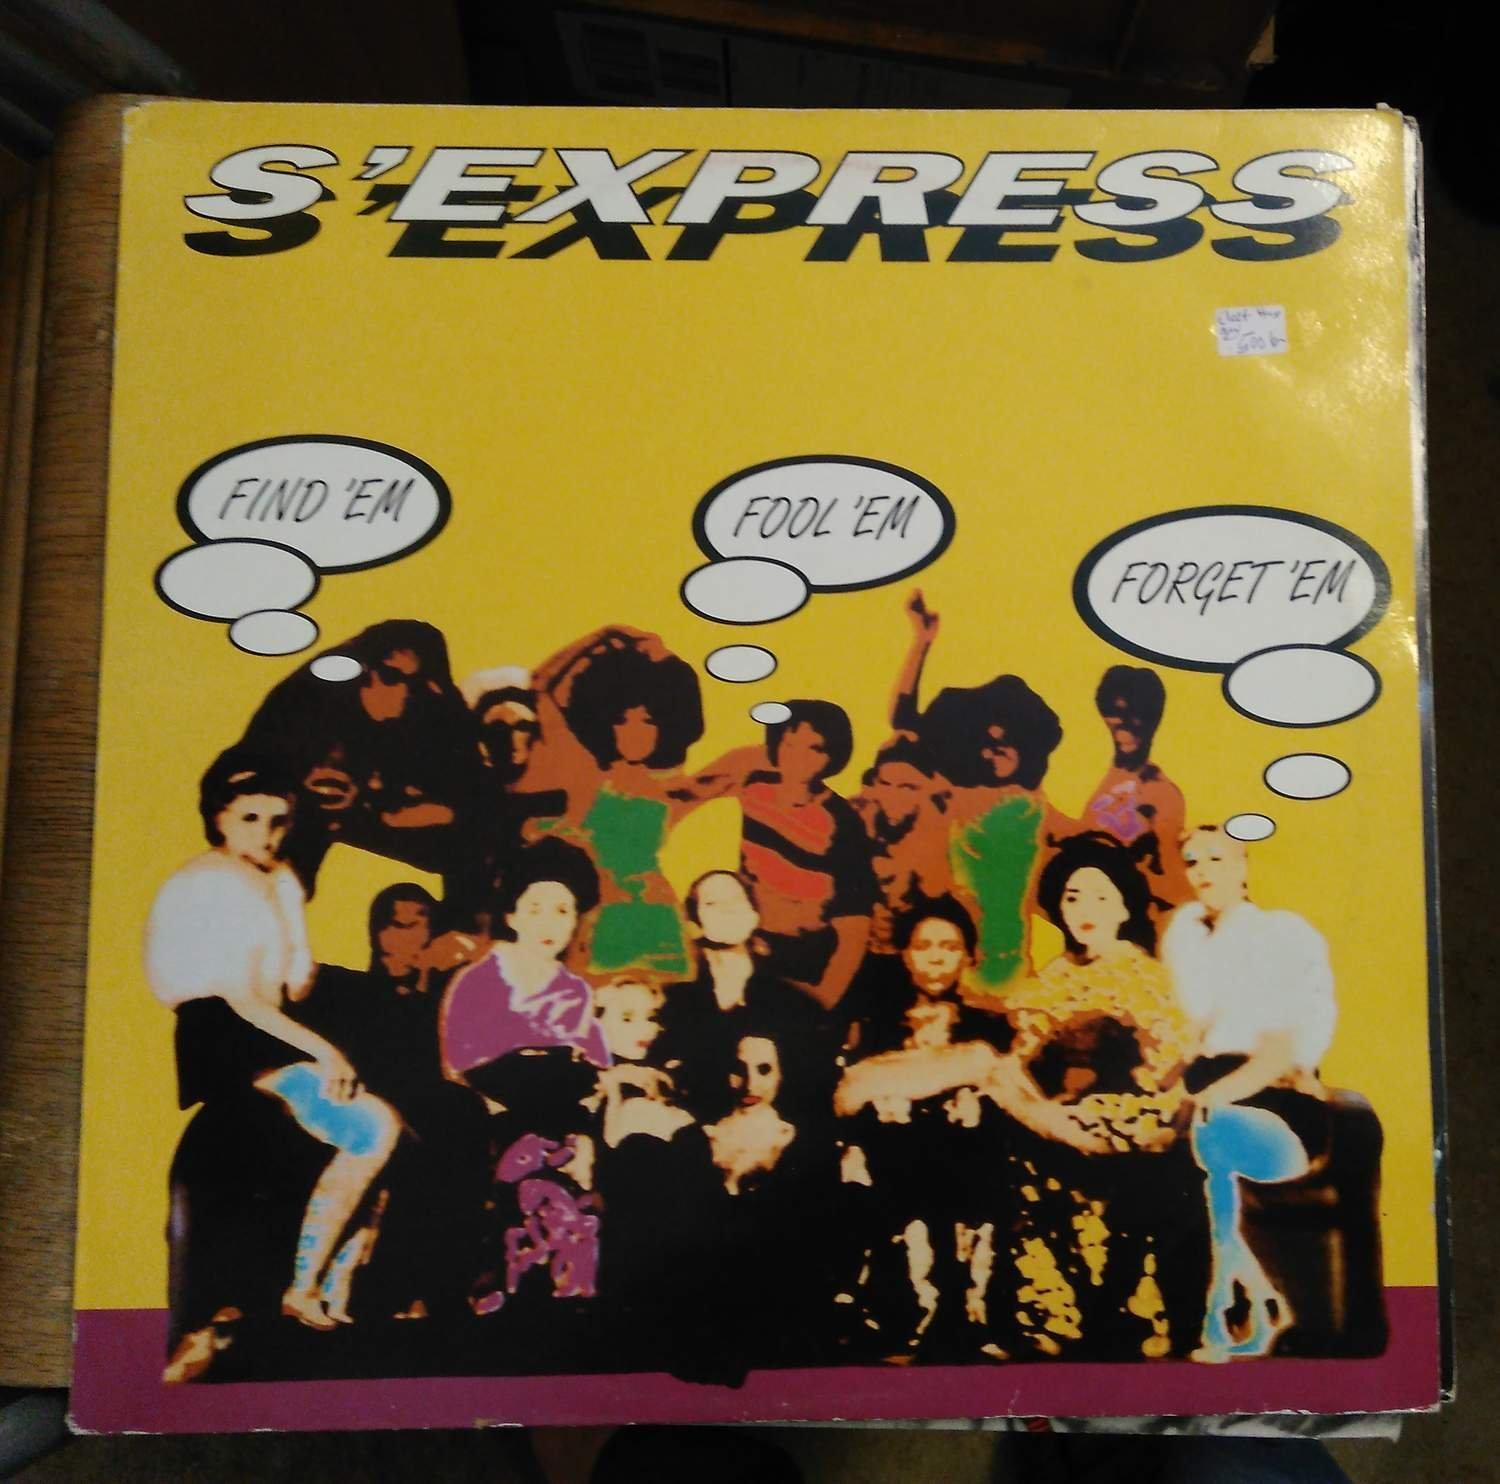 S'EXPRESS
FIND 'EM
FOOL 'EM
FORGET 'EM